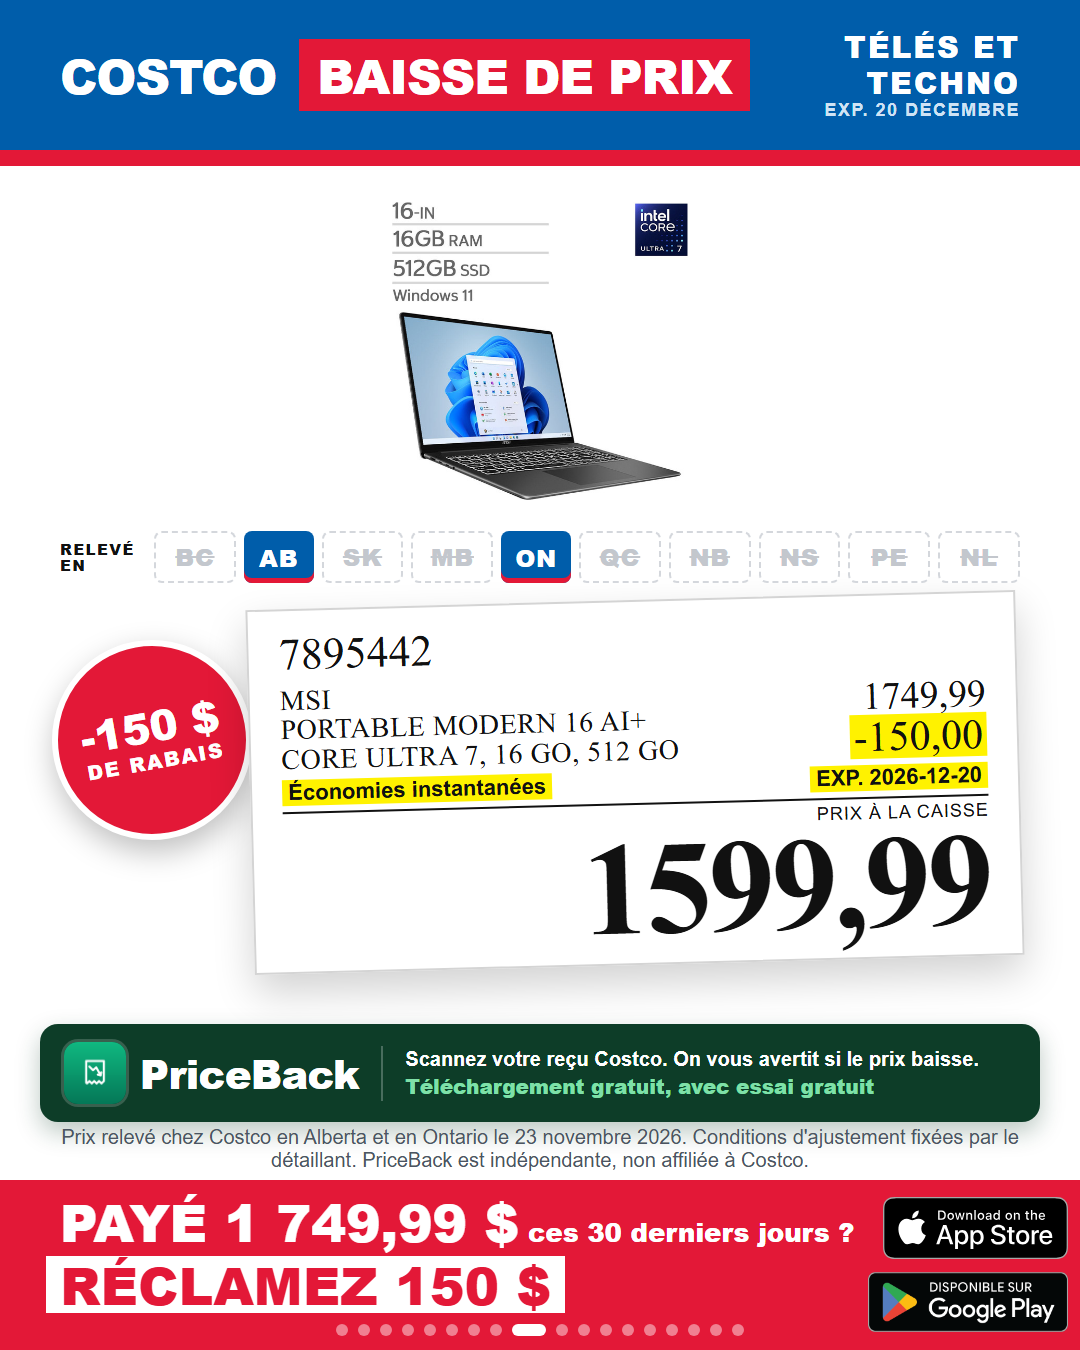 COSTCO
BAISSE DE PRIX
TÉLÉS ET
TECHNO
EXP. 20 DÉCEMBRE
16-IN
16GB RAM
512GB SSD
Windows 11
intel
CORE
ULTRA 7
RELEVÉ
EN
BC
AB
SK
MB
ON
QC
NB
NS
PE
NL
-150 $
DE RABAIS
7895442
MSI
PORTABLE MODERN 16 AI+
CORE ULTRA 7, 16 GO, 512 GO
Économies instantanées
1749,99
-150,00
EXP. 2026-12-20
PRIX À LA CAISSE
1599,99
PriceBack
Scannez votre reçu Costco. On vous avertit si le prix baisse.
Téléchargement gratuit, avec essai gratuit
Prix relevé chez Costco en Alberta et en Ontario le 23 novembre 2026. Conditions d'ajustement fixées par le
détaillant. PriceBack est indépendante, non affiliée à Costco.
PAYÉ 1 749,99 $ ces 30 derniers jours ?
RÉCLAMEZ 150 $
Download on the
App Store
DISPONIBLE SUR
Google Play